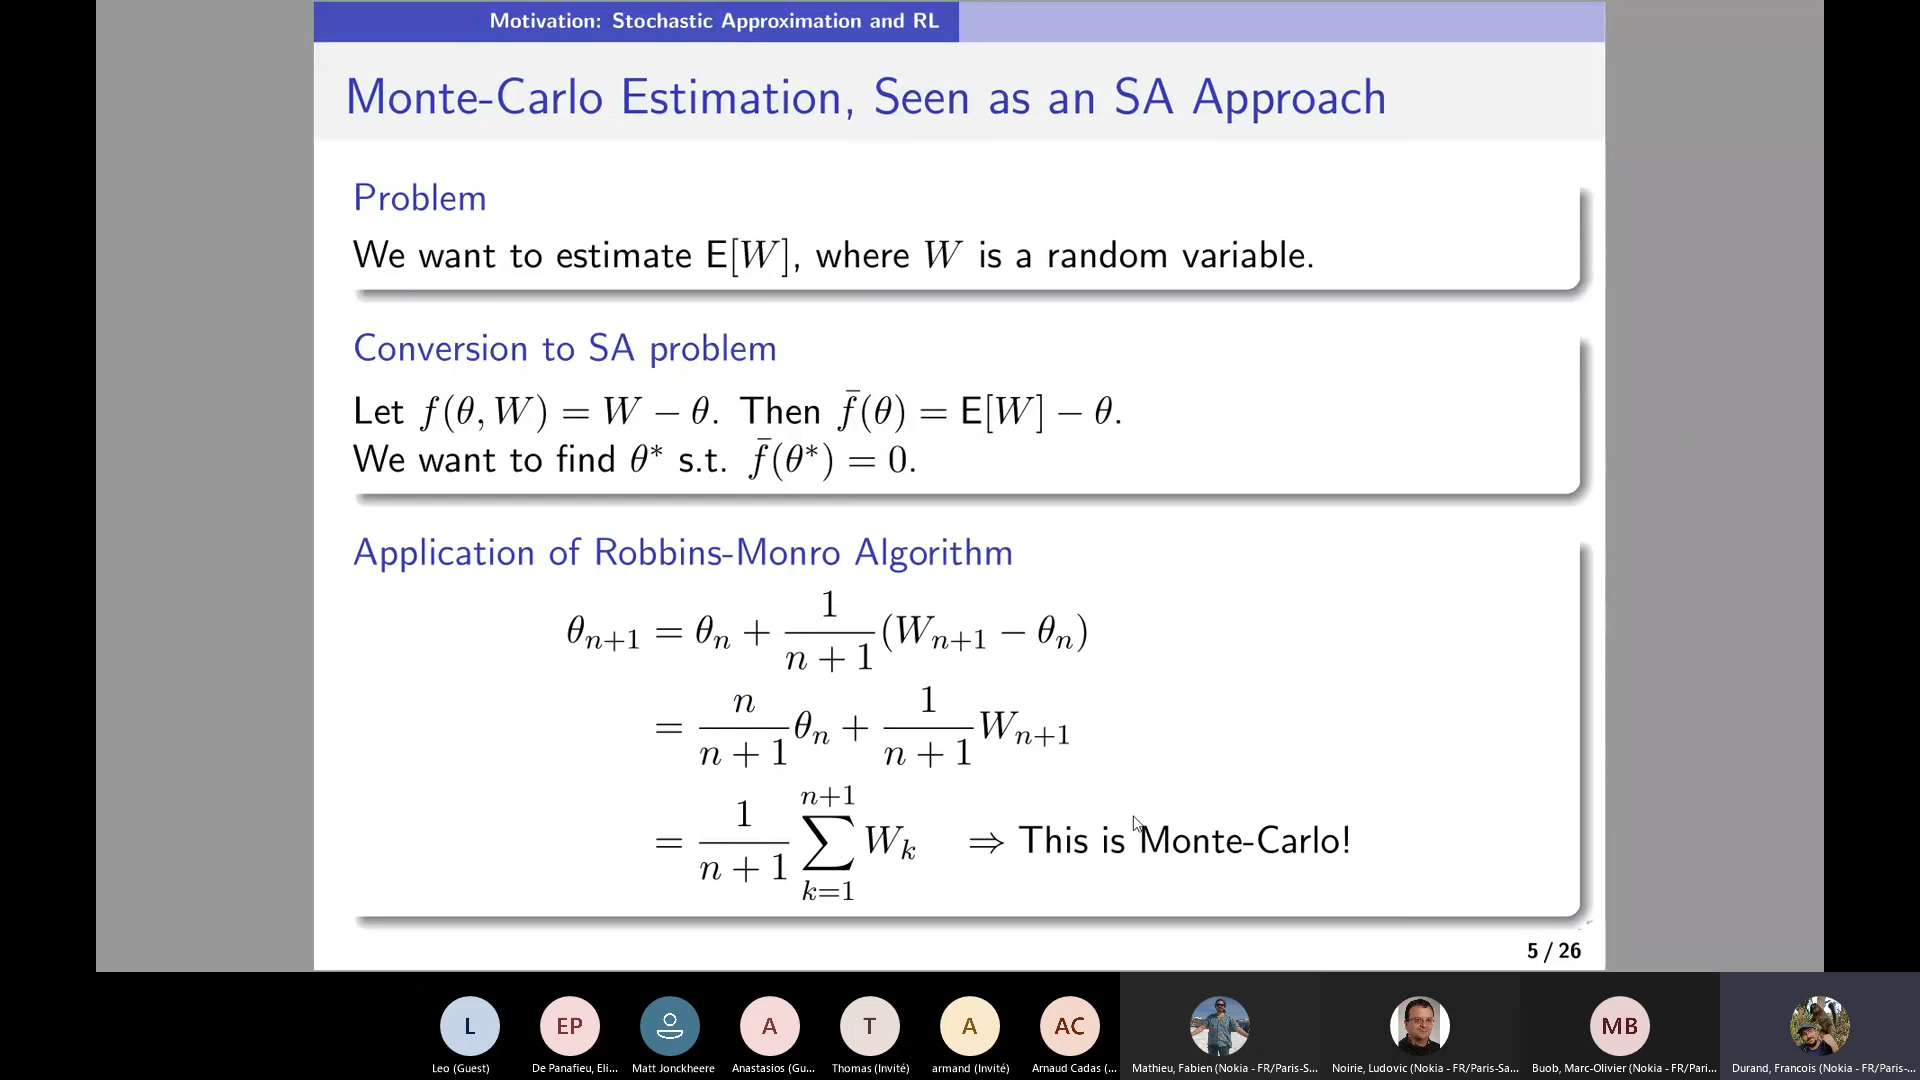 Motivation: Stochastic Approximation and RL
Monte-Carlo Estimation, Seen as an SA Approach
Problem
We want to estimate E[W], where W is a random variable.
Conversion to SA problem
Let f(θ, W) = W − θ. Then f̄(θ) = E[W] − θ.
We want to find θ* s.t. f̄(θ*) = 0.
Application of Robbins-Monro Algorithm
θ_{n+1} = θ_n + \frac{1}{n+1}(W_{n+1} − θ_n)
= \frac{n}{n+1}θ_n + \frac{1}{n+1}W_{n+1}
= \frac{1}{n+1} \sum_{k=1}^{n+1} W_k ⇒ This is Monte-Carlo!
5 / 26
L EP A T A AC MB
Leo (Guest) De Panafieu, Eli... Matt Jonckheere Anastasios (Gu... Thomas (Invité) armand (Invité) Arnaud Cadas (... Mathieu, Fabien (Nokia - FR/Paris-S... Noirie, Ludovic (Nokia - FR/Paris-Sa... Buob, Marc-Olivier (Nokia - FR/Pari... Durand, Francois (Nokia - FR/Paris-...